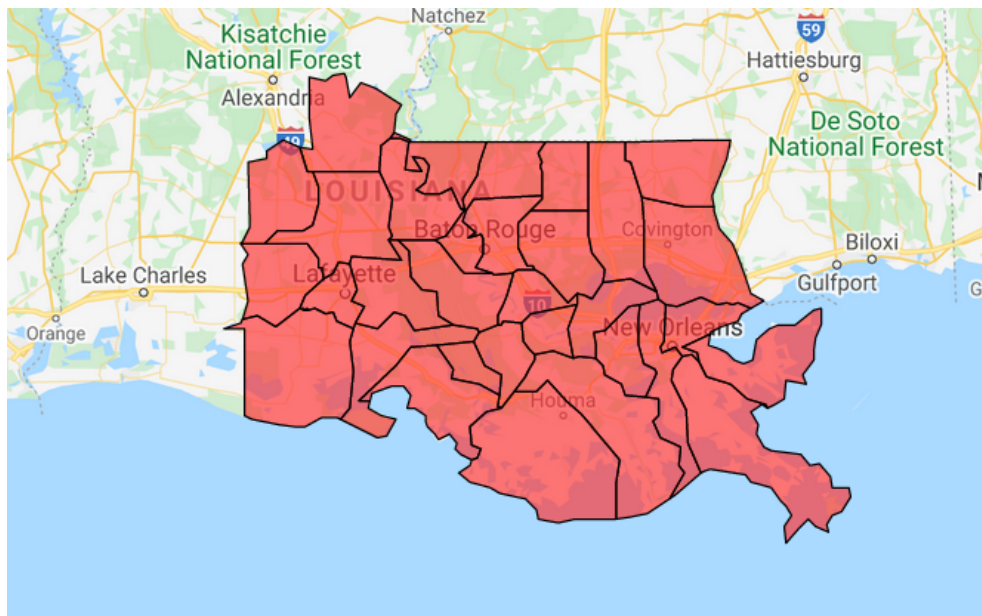 Natchez
59
Kisatchie
National Forest
Hattiesburg
Alexandria
De Soto
National Forest
49
LOUISIANA
Baton Rouge
Covington
Biloxi
Lake Charles
Lafayette
Gulfport
G
10
Orange
New Orleans
Houma